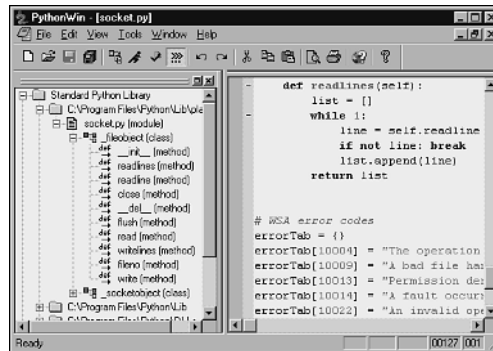 PythonWin - [socket.py]
File Edit View Tools Window Help
Standard Python Library
C:\Program Files\Python\Lib\pla
socket.py (module)
_fileobject (class)
__init__ (method)
readlines (method)
readline (method)
close (method)
__del__ (method)
flush (method)
read (method)
writelines (method)
fileno (method)
write (method)
_socketobject (class)
C:\Program Files\Python\Lib
def readlines(self):
list = []
while 1:
line = self.readline
if not line: break
list.append(line)
return list
# WSA error codes
errorTab = {}
errorTab[10004] = "The operation
errorTab[10009] = "A bad file han
errorTab[10013] = "Permission der
errorTab[10014] = "A fault occurr
errorTab[10022] = "An invalid ope
Ready
00127 001